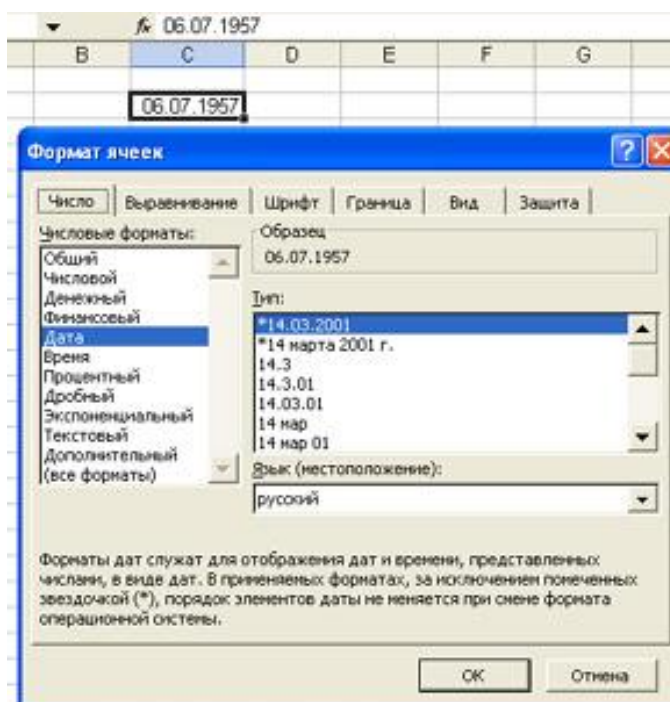 fx 06.07.1957
B C D E F G
06.07.1957
Формат ячеек
Число Выравнивание Шрифт Граница Вид Защита
Числовые форматы:
Общий
Числовой
Денежный
Финансовый
Дата
Время
Процентный
Дробный
Экспоненциальный
Текстовый
Дополнительный
(все форматы)
Образец
06.07.1957
Тип:
*14.03.2001
*14 марта 2001 г.
14.3
14.3.01
14.03.01
14 мар
14 мар 01
Язык (местоположение):
русский
Форматы дат служат для отображения дат и времени, представленных
числами, в виде дат. В применяемых форматах, за исключением помеченных
звездочкой (*), порядок элементов даты не меняется при смене формата
операционной системы.
ОК Отмена